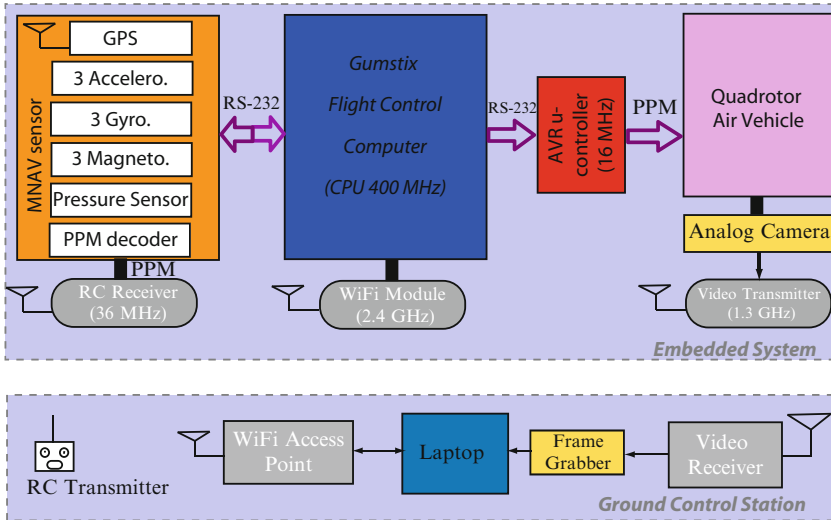 GPS
3 Accelero.
3 Gyro.
3 Magneto.
Pressure Sensor
PPM decoder
MNAV sensor
PPM
RC Receiver
(36 MHz)
RS-232
Gumstix
Flight Control
Computer
(CPU 400 MHz)
WiFi Module
(2.4 GHz)
RS-232
AVR u-
controller
(16 MHz)
PPM
Quadrotor
Air Vehicle
Analog Camera
Video Transmitter
(1.3 GHz)
Embedded System
RC Transmitter
WiFi Access
Point
Laptop
Frame
Grabber
Video
Receiver
Ground Control Station